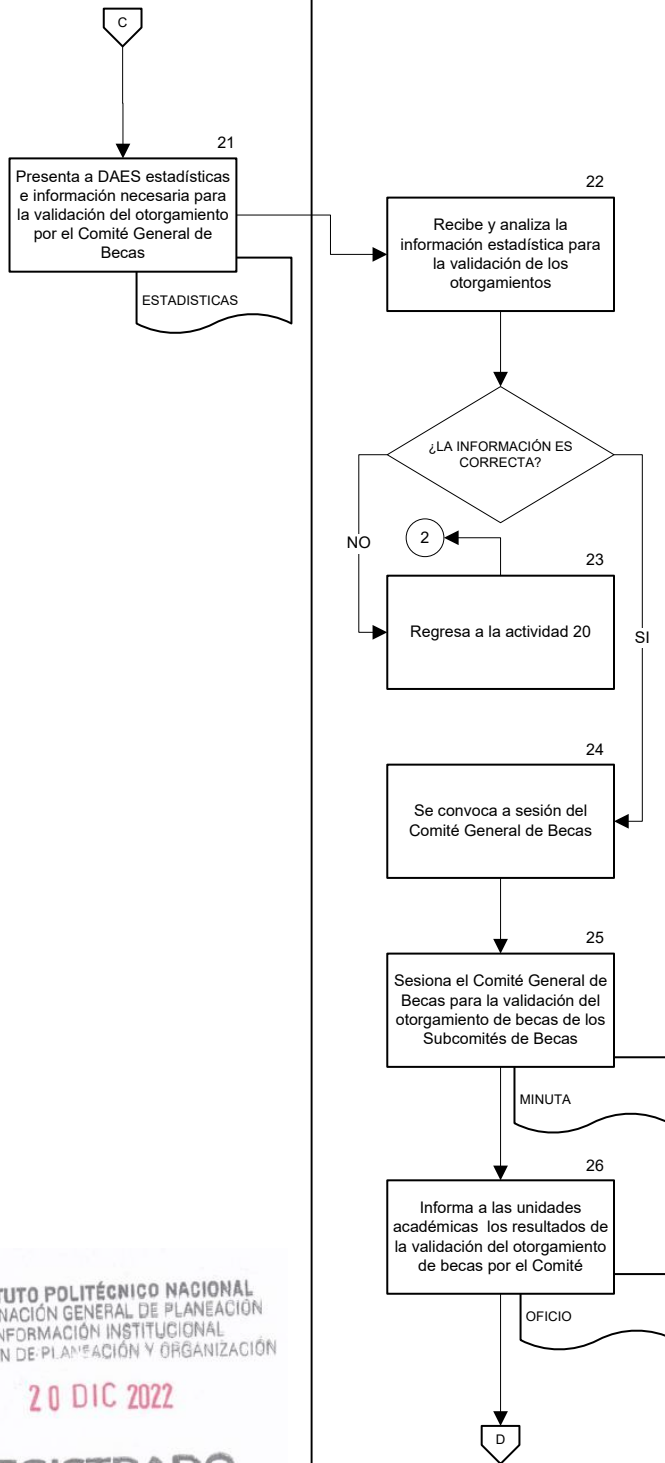 C
21
Presenta a DAES estadísticas
e información necesaria para
la validación del otorgamiento
por el Comité General de
Becas
ESTADISTICAS
22
Recibe y analiza la
información estadística para
la validación de los
otorgamientos
¿LA INFORMACIÓN ES
CORRECTA?
NO
2
23
Regresa a la actividad 20
SI
24
Se convoca a sesión del
Comité General de Becas
25
Sesiona el Comité General de
Becas para la validación del
otorgamiento de becas de los
Subcomités de Becas
MINUTA
26
Informa a las unidades
académicas los resultados de
la validación del otorgamiento
de becas por el Comité
OFICIO
D
TUTO POLITÉCNICO NACIONAL
NACIÓN GENERAL DE PLANEACIÓN
NFORMACIÓN INSTITUCIONAL
N DE PLANEACIÓN Y ORGANIZACIÓN
20 DIC 2022